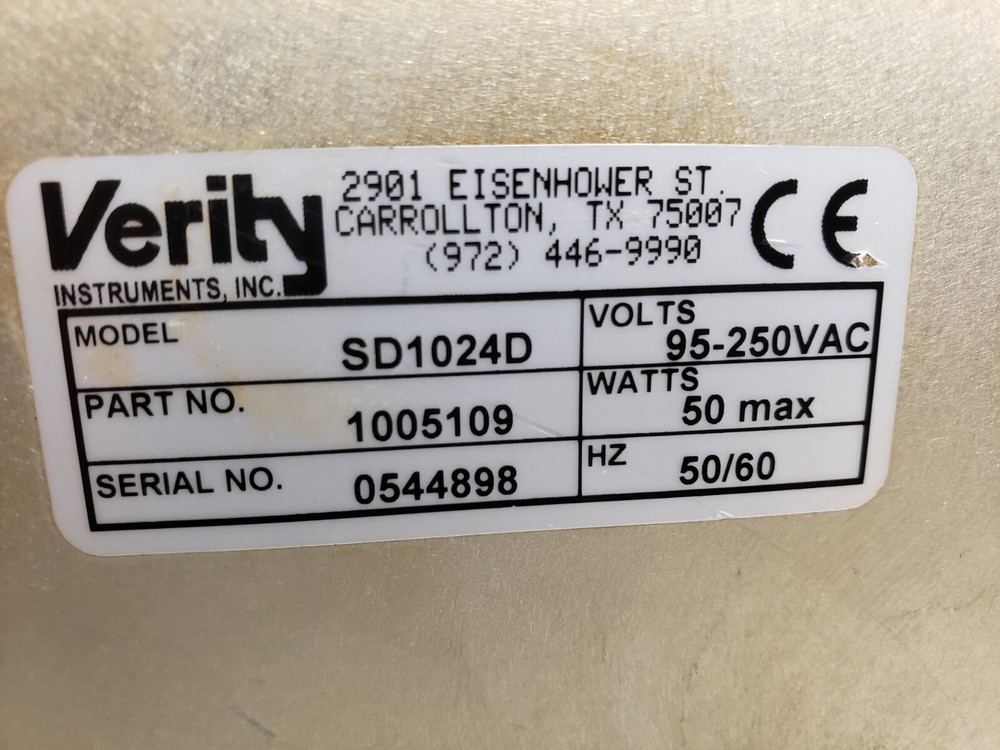 Verity
INSTRUMENTS, INC.
2901 EISENHOWER ST.
CARROLLTON, TX 75007
(972) 446-9990
CE
MODEL SD1024D
VOLTS 95-250VAC
PART NO. 1005109
WATTS 50 max
SERIAL NO. 0544898
HZ 50/60